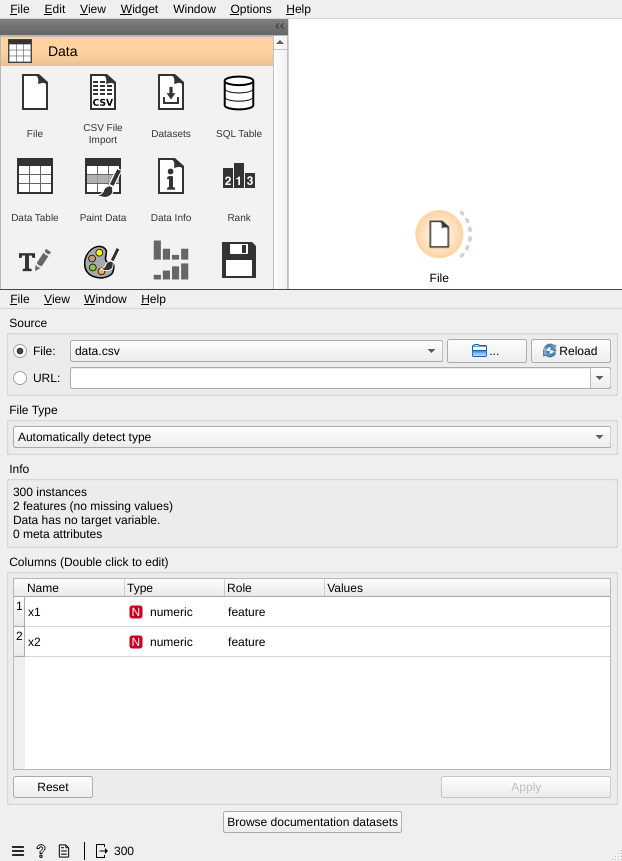 File Edit View Widget Window Options Help
Data
File CSV File Import Datasets SQL Table
CSV
Data Table Paint Data Data Info Rank
2 1 3
T
File
File View Window Help
Source
File: data.csv ... Reload
URL:
File Type
Automatically detect type
Info
300 instances
2 features (no missing values)
Data has no target variable.
0 meta attributes
Columns (Double click to edit)
Name Type Role Values
1 x1 N numeric feature
2 x2 N numeric feature
Reset Apply
Browse documentation datasets
? 300